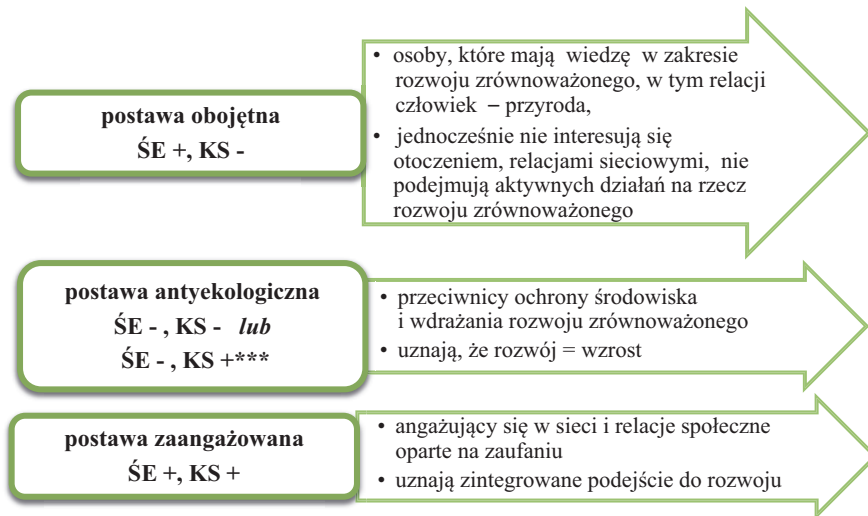 postawa obojętna
ŚE +, KS -
• osoby, które mają wiedzę w zakresie
rozwoju zrównoważonego, w tym relacji
człowiek – przyroda,
• jednocześnie nie interesują się
otoczeniem, relacjami sieciowymi, nie
podejmują aktywnych działań na rzecz
rozwoju zrównoważonego
postawa antyekologiczna
ŚE - , KS - lub
ŚE - , KS +***
• przeciwnicy ochrony środowiska
i wdrażania rozwoju zrównoważonego
• uznają, że rozwój = wzrost
postawa zaangażowana
ŚE +, KS +
• angażujący się w sieci i relacje społeczne
oparte na zaufaniu
• uznają zintegrowane podejście do rozwoju